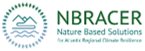 NBRACER
Nature Based Solutions
for Atlantic Regional Climate Resilience